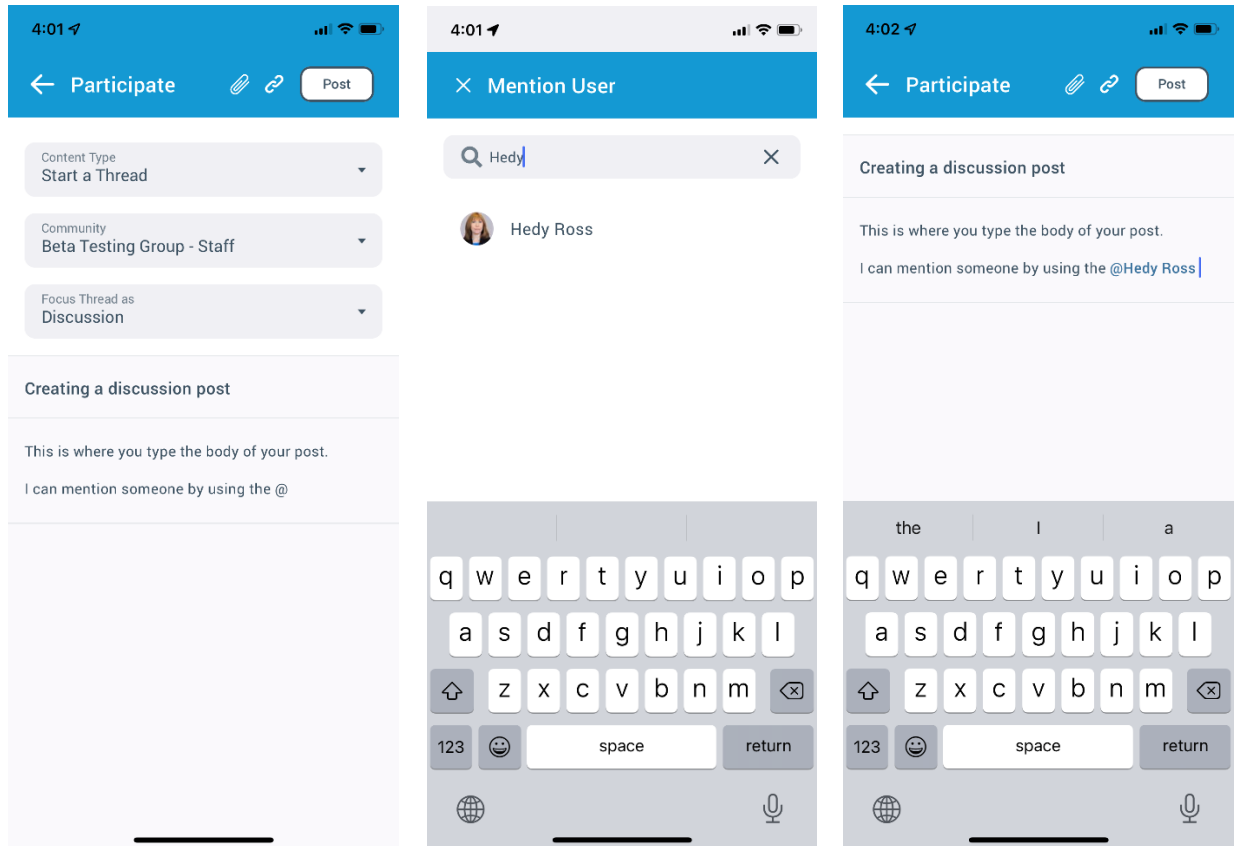 4:01
Participate
Post
Content Type
Start a Thread
Community
Beta Testing Group - Staff
Focus Thread as
Discussion
Creating a discussion post
This is where you type the body of your post.
I can mention someone by using the @
4:01
Mention User
Hedy
Hedy Ross
q w e r t y u i o p
a s d f g h j k l
z x c v b n m
123 space return
4:02
Participate
Post
Creating a discussion post
This is where you type the body of your post.
I can mention someone by using the @Hedy Ross
the I a
q w e r t y u i o p
a s d f g h j k l
z x c v b n m
123 space return